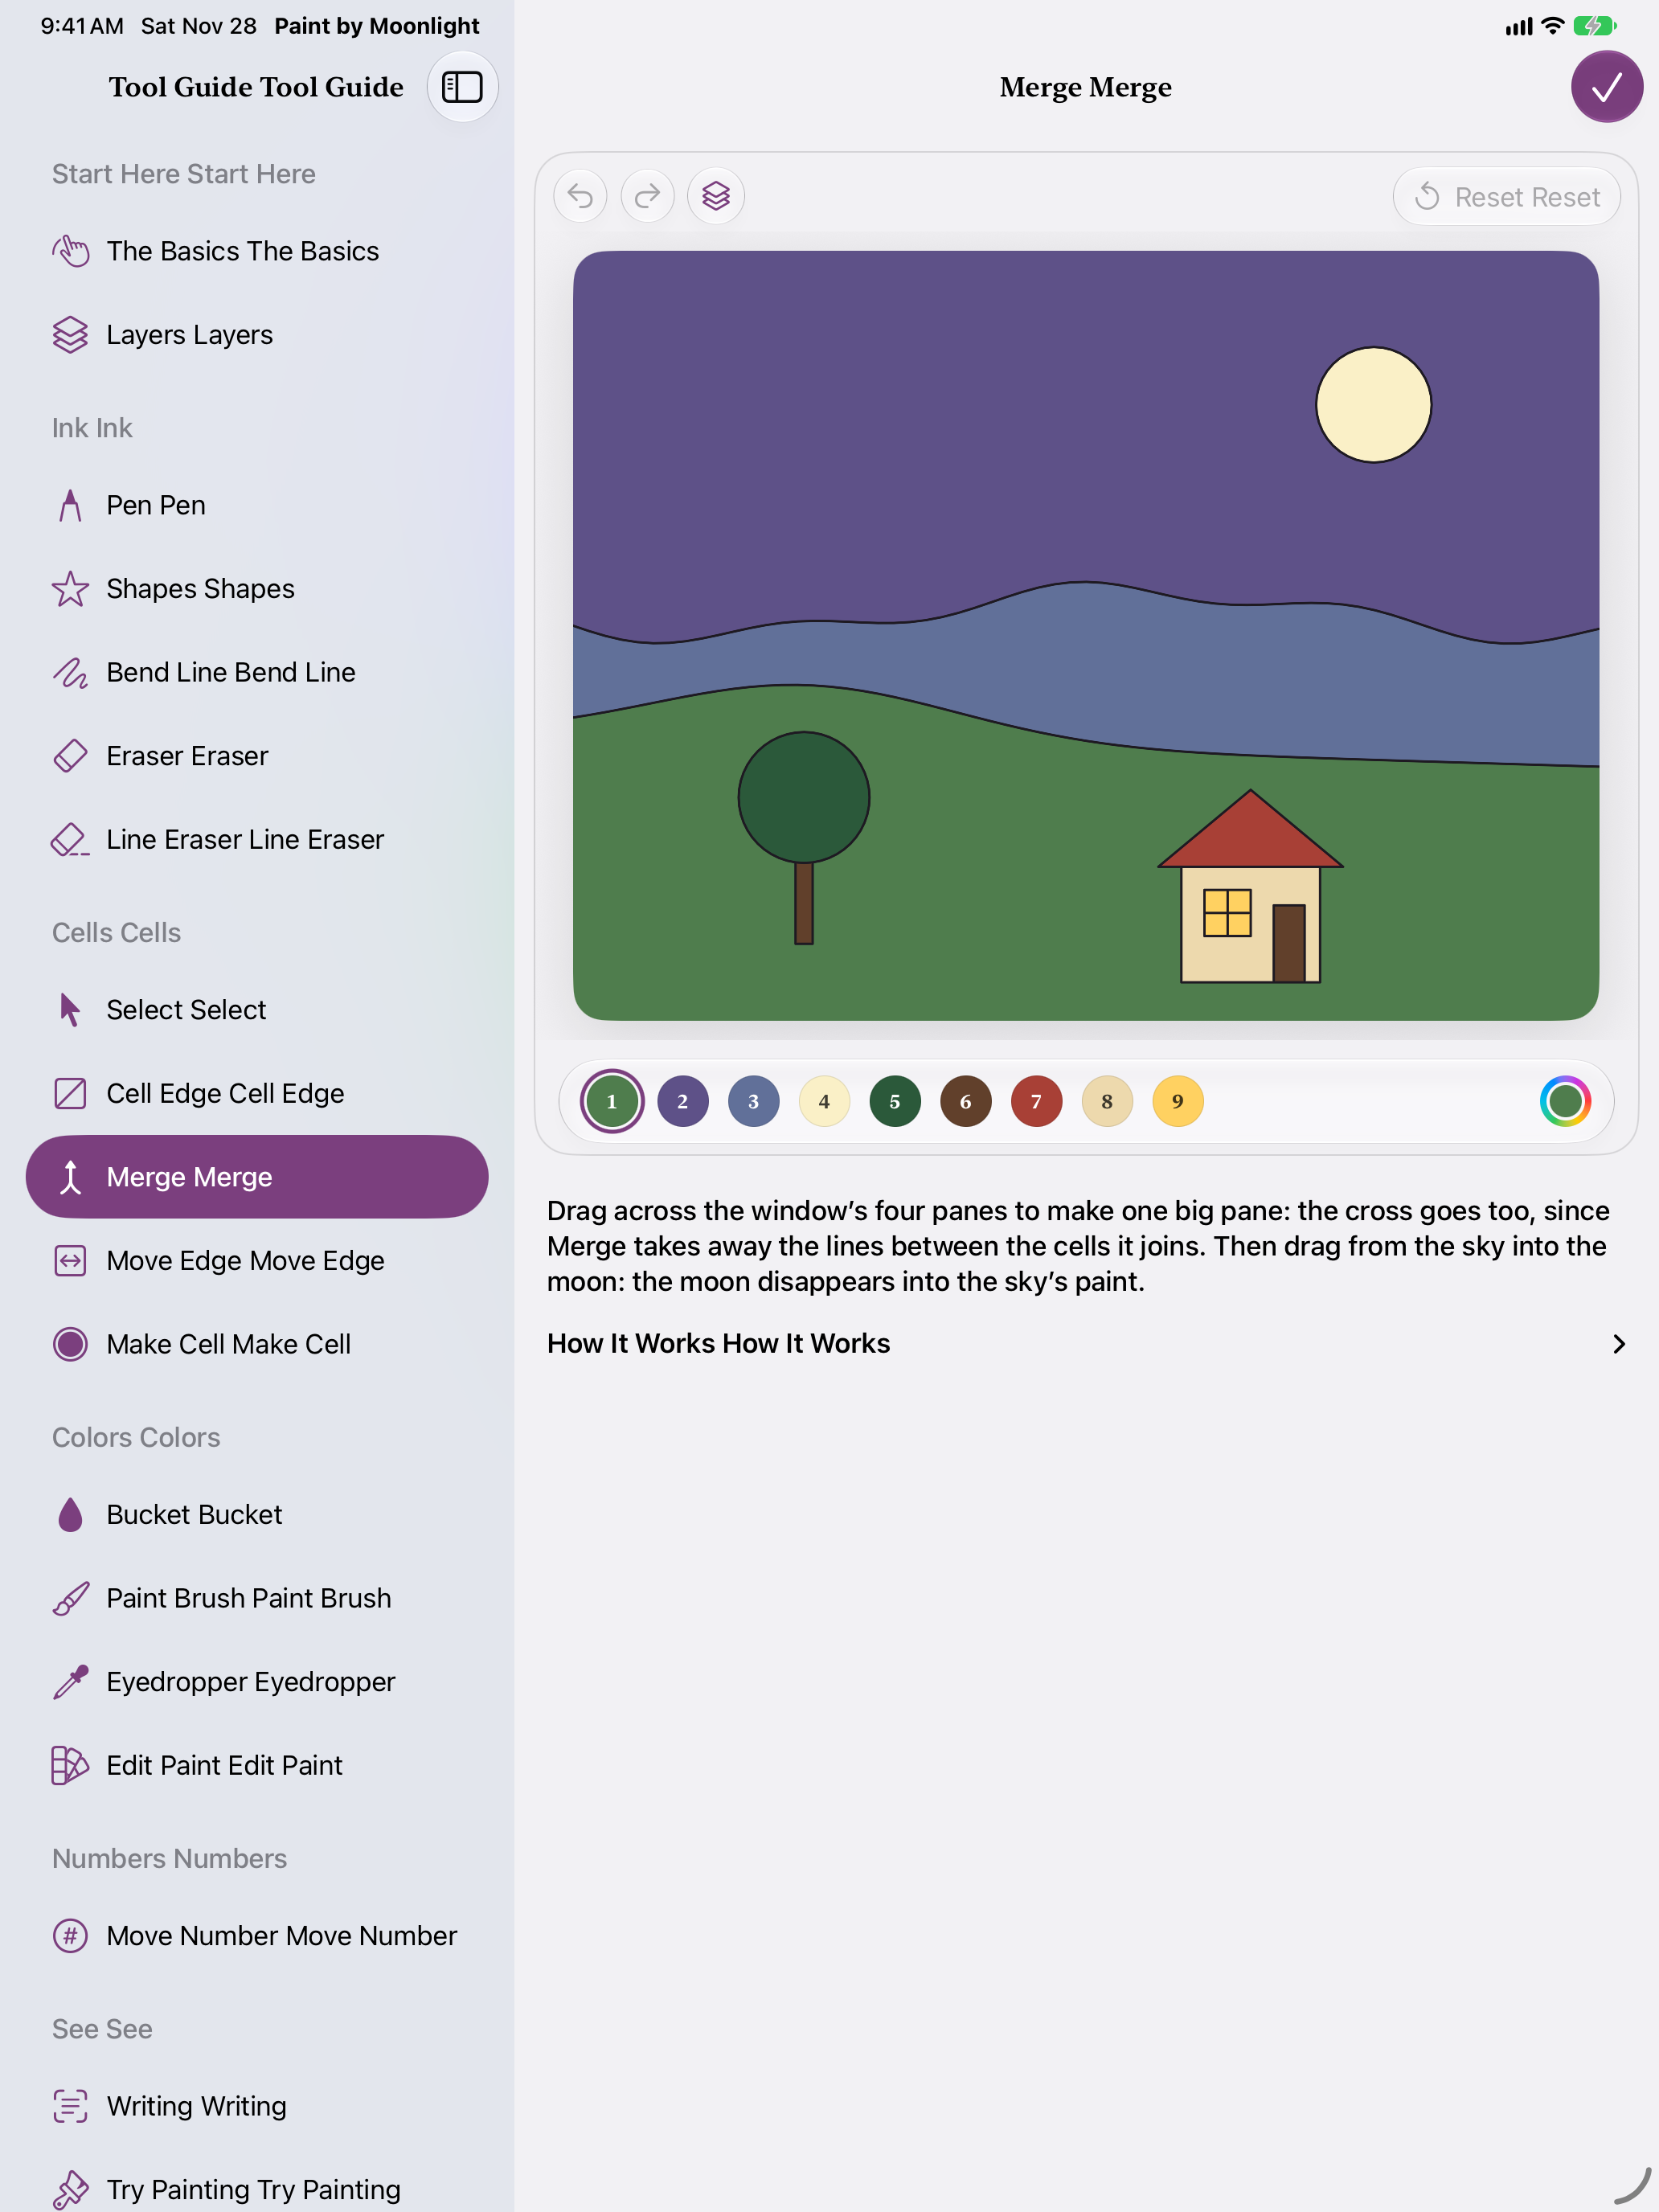 9:41 AM Sat Nov 28 Paint by Moonlight
Tool Guide Tool Guide
Start Here Start Here
The Basics The Basics
Layers Layers
Ink Ink
Pen Pen
Shapes Shapes
Bend Line Bend Line
Eraser Eraser
Line Eraser Line Eraser
Cells Cells
Select Select
Cell Edge Cell Edge
Merge Merge
Move Edge Move Edge
Make Cell Make Cell
Colors Colors
Bucket Bucket
Paint Brush Paint Brush
Eyedropper Eyedropper
Edit Paint Edit Paint
Numbers Numbers
#
Move Number Move Number
See See
Writing Writing
Try Painting Try Painting
Merge Merge
Reset Reset
1 2 3 4 5 6 7 8 9
Drag across the window’s four panes to make one big pane: the cross goes too, since
Merge takes away the lines between the cells it joins. Then drag from the sky into the
moon: the moon disappears into the sky’s paint.
How It Works How It Works